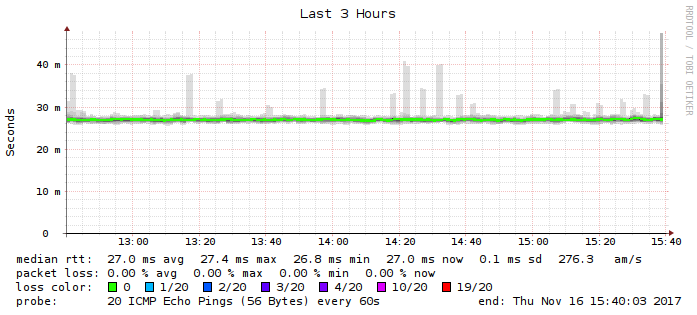 Last 3 Hours
RRDTOOL / TOBI OETIKER
Seconds
40 m
30 m
20 m
10 m
0
13:00 13:20 13:40 14:00 14:20 14:40 15:00 15:20 15:40
median rtt: 27.0 ms avg 27.4 ms max 26.8 ms min 27.0 ms now 0.1 ms sd 276.3 am/s
packet loss: 0.00 % avg 0.00 % max 0.00 % min 0.00 % now
loss color: 0 1/20 2/20 3/20 4/20 10/20 19/20
probe: 20 ICMP Echo Pings (56 Bytes) every 60s end: Thu Nov 16 15:40:03 2017